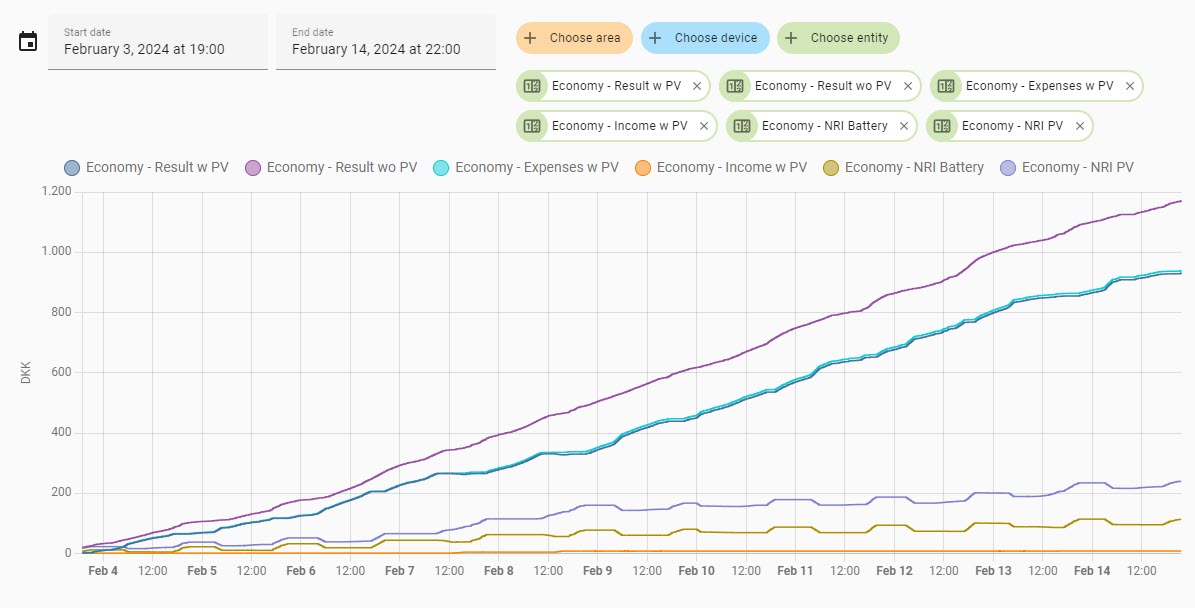 Start date
February 3, 2024 at 19:00
End date
February 14, 2024 at 22:00
Choose area
Choose device
Choose entity
Economy - Result w PV
Economy - Result wo PV
Economy - Expenses w PV
Economy - Income w PV
Economy - NRI Battery
Economy - NRI PV
Economy - Result w PV Economy - Result wo PV Economy - Expenses w PV Economy - Income w PV Economy - NRI Battery Economy - NRI PV
1.200
1.000
800
600
400
200
0
DKK
Feb 4 12:00 Feb 5 12:00 Feb 6 12:00 Feb 7 12:00 Feb 8 12:00 Feb 9 12:00 Feb 10 12:00 Feb 11 12:00 Feb 12 12:00 Feb 13 12:00 Feb 14 12:00